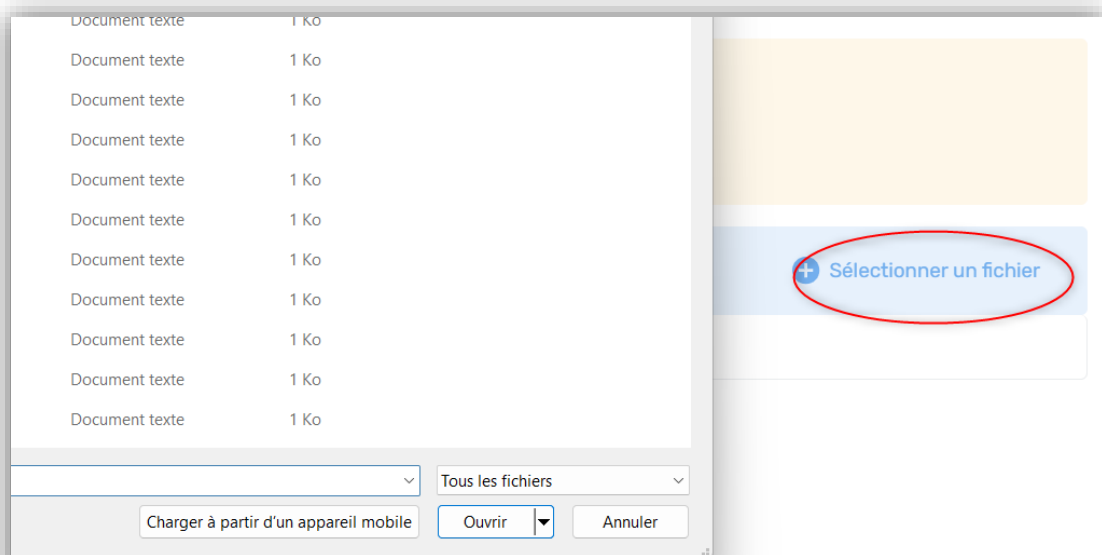 Document texte 1 Ko
Document texte 1 Ko
Document texte 1 Ko
Document texte 1 Ko
Document texte 1 Ko
Document texte 1 Ko
Document texte 1 Ko
Document texte 1 Ko
Document texte 1 Ko
Document texte 1 Ko
Document texte 1 Ko
Sélectionner un fichier
Tous les fichiers
Charger à partir d'un appareil mobile Ouvrir Annuler